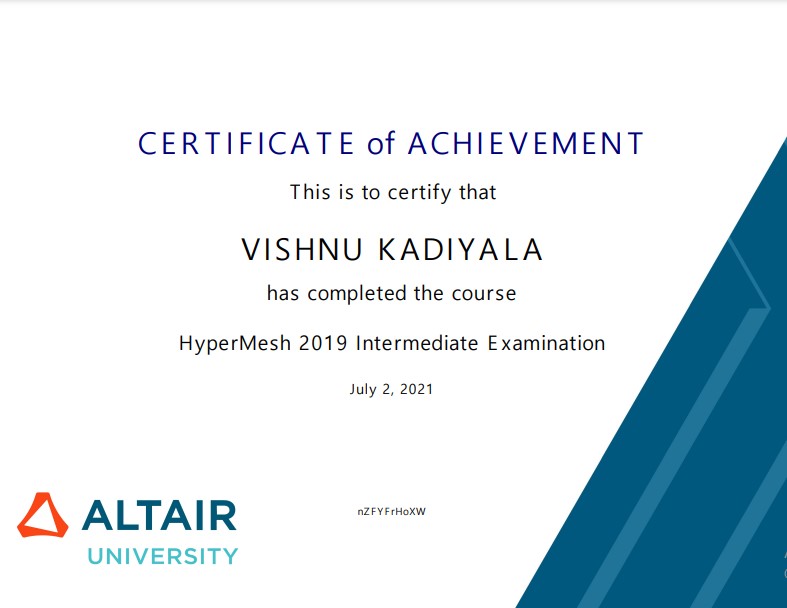 CERTIFICATE of ACHIEVEMENT
This is to certify that
VISHNU KADIYALA
has completed the course
HyperMesh 2019 Intermediate Examination
July 2, 2021
nZFYFrHoXW
ALTAIR
UNIVERSITY